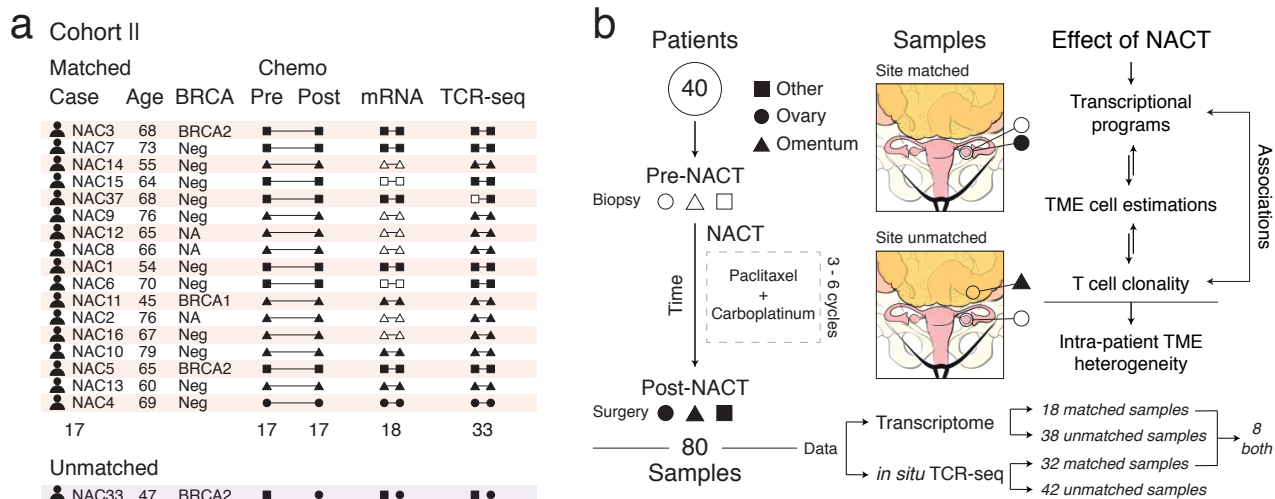 a
Cohort II
Matched
Chemo
Case Age BRCA Pre Post mRNA TCR-seq
NAC3 68 BRCA2
NAC7 73 Neg
NAC14 55 Neg
NAC15 64 Neg
NAC37 68 Neg
NAC9 76 Neg
NAC12 65 NA
NAC8 66 NA
NAC1 54 Neg
NAC6 70 Neg
NAC11 45 BRCA1
NAC2 76 NA
NAC16 67 Neg
NAC10 79 Neg
NAC5 65 BRCA2
NAC13 60 Neg
NAC4 69 Neg
17 17 17 18 33
Unmatched
NAC33 47 BRCA2
b
Patients
40
Other
Ovary
Omentum
Pre-NACT
Biopsy
NACT
Time
Paclitaxel
+
Carboplatinum
3 - 6 cycles
Post-NACT
Surgery
80
Samples
Samples
Site matched
Site unmatched
Effect of NACT
Transcriptional
programs
TME cell estimations
T cell clonality
Associations
Intra-patient TME
heterogeneity
Data
Transcriptome
18 matched samples
38 unmatched samples
in situ TCR-seq
32 matched samples
42 unmatched samples
8
both